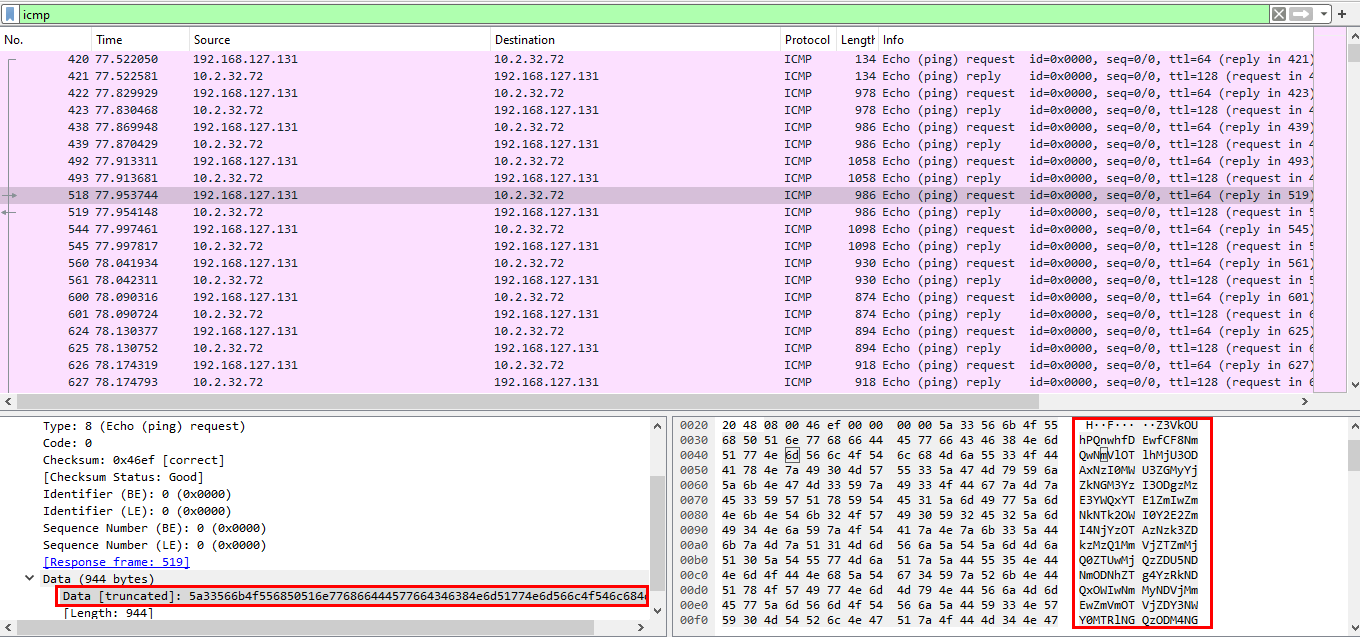 icmp
No. Time Source Destination Protocol Lengtl Info
420 77.522050 192.168.127.131 10.2.32.72 ICMP 134 Echo (ping) request id=0x0000, seq=0/0, ttl=64 (reply in 421)
421 77.522581 10.2.32.72 192.168.127.131 ICMP 134 Echo (ping) reply id=0x0000, seq=0/0, ttl=128 (request in 4
422 77.829929 192.168.127.131 10.2.32.72 ICMP 978 Echo (ping) request id=0x0000, seq=0/0, ttl=64 (reply in 423)
423 77.830468 10.2.32.72 192.168.127.131 ICMP 978 Echo (ping) reply id=0x0000, seq=0/0, ttl=128 (request in 4
438 77.869948 192.168.127.131 10.2.32.72 ICMP 986 Echo (ping) request id=0x0000, seq=0/0, ttl=64 (reply in 439)
439 77.870429 10.2.32.72 192.168.127.131 ICMP 986 Echo (ping) reply id=0x0000, seq=0/0, ttl=128 (request in 4
492 77.913311 192.168.127.131 10.2.32.72 ICMP 1058 Echo (ping) request id=0x0000, seq=0/0, ttl=64 (reply in 493)
493 77.913681 10.2.32.72 192.168.127.131 ICMP 1058 Echo (ping) reply id=0x0000, seq=0/0, ttl=128 (request in 4
518 77.953744 192.168.127.131 10.2.32.72 ICMP 986 Echo (ping) request id=0x0000, seq=0/0, ttl=64 (reply in 519)
519 77.954148 10.2.32.72 192.168.127.131 ICMP 986 Echo (ping) reply id=0x0000, seq=0/0, ttl=128 (request in 5
544 77.997461 192.168.127.131 10.2.32.72 ICMP 1098 Echo (ping) request id=0x0000, seq=0/0, ttl=64 (reply in 545)
545 77.997817 10.2.32.72 192.168.127.131 ICMP 1098 Echo (ping) reply id=0x0000, seq=0/0, ttl=128 (request in 5
560 78.041934 192.168.127.131 10.2.32.72 ICMP 930 Echo (ping) request id=0x0000, seq=0/0, ttl=64 (reply in 561)
561 78.042311 10.2.32.72 192.168.127.131 ICMP 930 Echo (ping) reply id=0x0000, seq=0/0, ttl=128 (request in 5
600 78.090316 192.168.127.131 10.2.32.72 ICMP 874 Echo (ping) request id=0x0000, seq=0/0, ttl=64 (reply in 601)
601 78.090724 10.2.32.72 192.168.127.131 ICMP 874 Echo (ping) reply id=0x0000, seq=0/0, ttl=128 (request in 6
624 78.130377 192.168.127.131 10.2.32.72 ICMP 894 Echo (ping) request id=0x0000, seq=0/0, ttl=64 (reply in 625)
625 78.130752 10.2.32.72 192.168.127.131 ICMP 894 Echo (ping) reply id=0x0000, seq=0/0, ttl=128 (request in 6
626 78.174319 192.168.127.131 10.2.32.72 ICMP 918 Echo (ping) request id=0x0000, seq=0/0, ttl=64 (reply in 627)
627 78.174793 10.2.32.72 192.168.127.131 ICMP 918 Echo (ping) reply id=0x0000, seq=0/0, ttl=128 (request in 6
Type: 8 (Echo (ping) request)
Code: 0
Checksum: 0x46ef [correct]
[Checksum Status: Good]
Identifier (BE): 0 (0x0000)
Identifier (LE): 0 (0x0000)
Sequence Number (BE): 0 (0x0000)
Sequence Number (LE): 0 (0x0000)
[Response frame: 519]
Data (944 bytes)
Data [truncated]: 5a33566b4f556850516e7768664445776643463​84e6d51774e6d566c4f546c684
[Length: 944]
0020 20 48 08 00 46 ef 00 00 00 00 5a 33 56 6b 4f 55 H··F··· ··Z3VkOU
0030 68 50 51 6e 77 68 66 44 45 77 66 43 46 38 4e 6d hPQnwhfD EwfCF8Nm
0040 51 77 4e 6d 56 6c 4f 54 6c 68 4d 6a 55 33 4f 44 QwNmVlOT lhMjU3OD
0050 41 78 4e 7a 49 30 4d 57 55 33 5a 47 4d 79 59 6a AxNzI0MW U3ZGMyYj
0060 5a 6b 4e 47 4d 33 59 7a 49 33 4f 44 67 7a 4d 7a ZkNGM3Yz I3ODgzMz
0070 45 33 59 57 51 78 59 54 45 31 5a 6d 49 77 5a 6d E3YWQxYT E1ZmIwZm
0080 4e 6b 4e 54 6b 32 4f 57 49 30 59 32 45 32 5a 6d NkNTk2OW I0Y2E2Zm
0090 49 34 4e 6a 59 7a 4f 54 41 7a 4e 7a 6b 33 5a 44 I4NjYzOT AzNzk3ZD
00a0 6b 7a 4d 7a 51 31 4d 6d 56 6a 5a 54 5a 6d 4d 6a kzMzQ1Mm VjZTZmMj
00b0 51 30 5a 54 55 77 4d 6a 51 7a 5a 44 55 35 4e 44 Q0ZTUwMj QzZDU5ND
00c0 4e 6d 4f 44 4e 68 5a 54 67 34 59 7a 52 6b 4e 44 NmODNhZT g4YzRkND
00d0 51 78 4f 57 49 77 4e 6d 4d 79 4e 44 56 6a 4d 6d QxOWIwNm MyNDVjMm
00e0 45 77 5a 6d 56 6d 4f 54 56 6a 5a 44 59 33 4e 57 EwZmVmOT VjZDY3NW
00f0 59 30 4d 54 52 6c 4e 47 51 7a 4f 44 4d 34 4e 47 Y0MTRlNG QzODM4NG